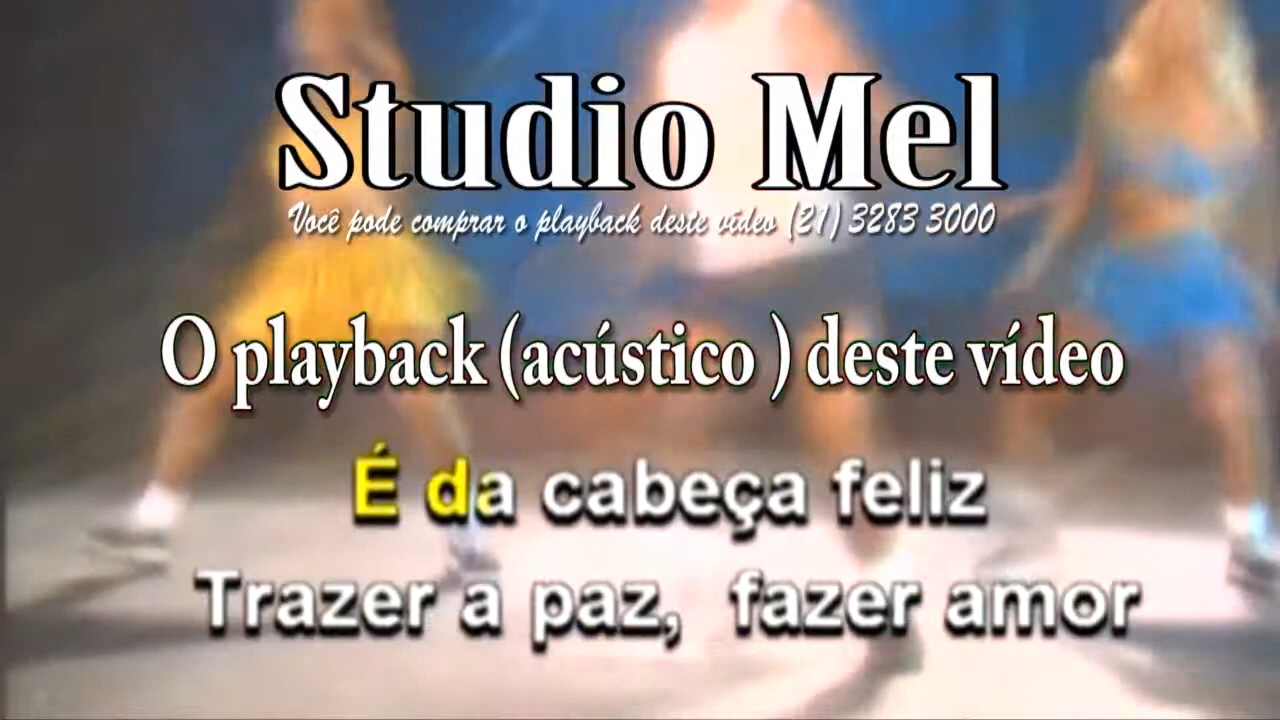 Studio Mel
Você pode comprar o playback deste vídeo (21) 3283 3000
O playback (acústico ) deste vídeo
É da cabeça feliz
Trazer a paz, fazer amor